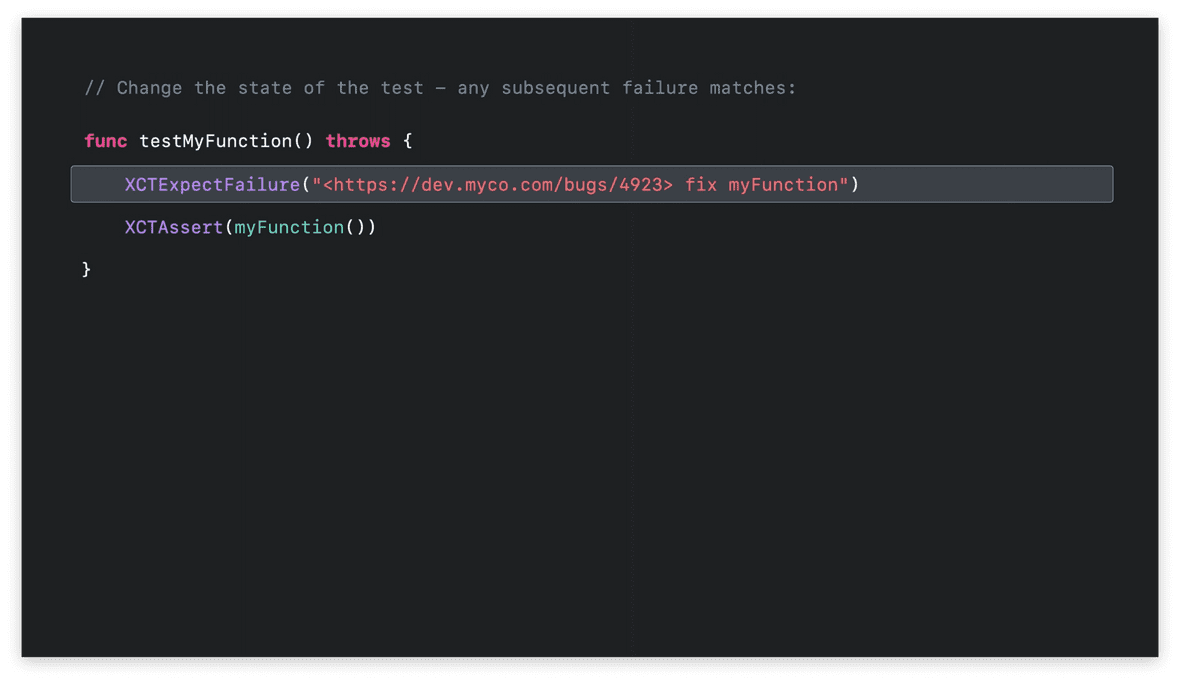 // Change the state of the test – any subsequent failure matches:
func testMyFunction() throws {
XCTExpectFailure("<https://dev.myco.com/bugs/4923> fix myFunction")
XCTAssert(myFunction())
}